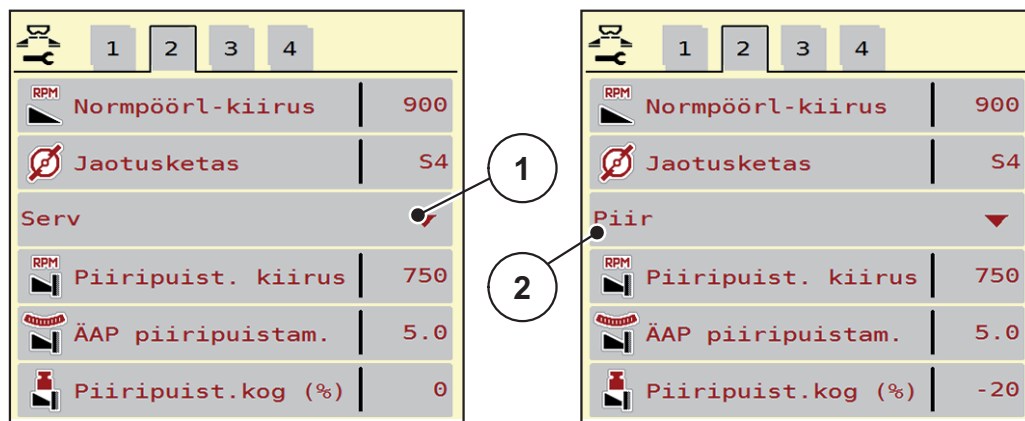 1 2 3 4
RPM Normpöörl-kiirus 900
Jaotusketas S4
Serv
RPM Piiripuist. kiirus 750
ÄAP piiripuistam. 5.0
Piiripuist.kog (%) 0
1
2
1 2 3 4
RPM Normpöörl-kiirus 900
Jaotusketas S4
Piir
RPM Piiripuist. kiirus 750
ÄAP piiripuistam. 5.0
Piiripuist.kog (%) -20